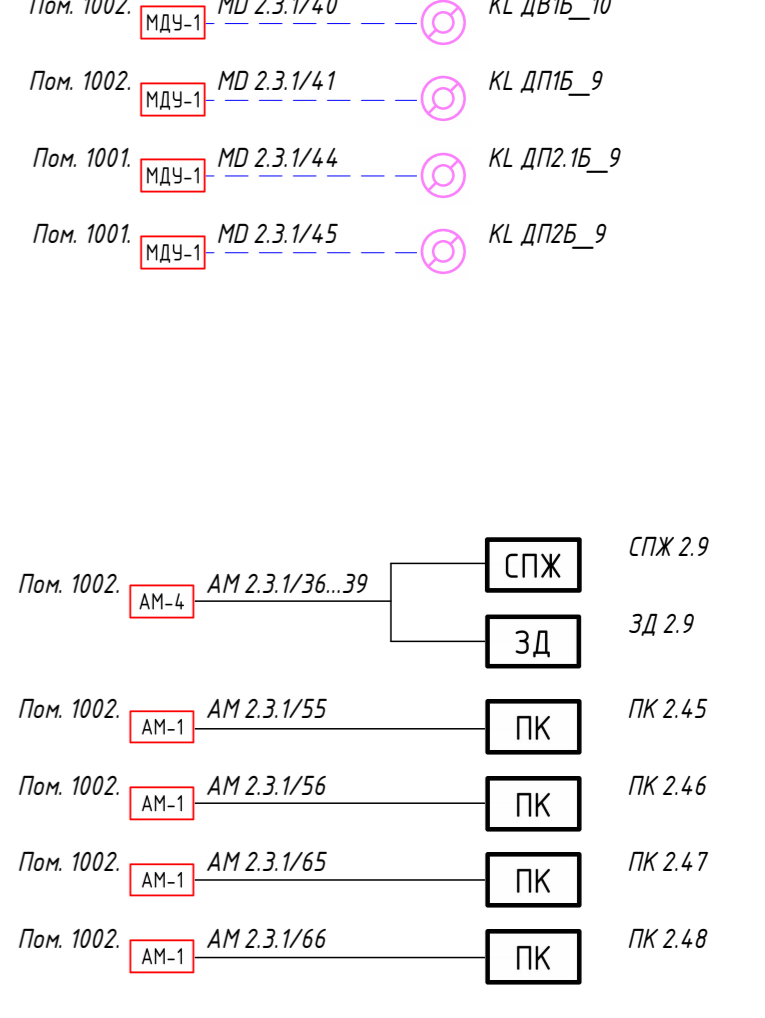 Пом. 1002. МДУ-1 MD 2.3.1/40 KL ДВ1Б__10
Пом. 1002. МДУ-1 MD 2.3.1/41 KL ДП1Б__9
Пом. 1001. МДУ-1 MD 2.3.1/44 KL ДП2.1Б__9
Пом. 1001. МДУ-1 MD 2.3.1/45 KL ДП2Б__9
СПЖ СПЖ 2.9
Пом. 1002. АМ-4 АМ 2.3.1/36...39
ЗД ЗД 2.9
Пом. 1002. АМ-1 АМ 2.3.1/55 ПК ПК 2.45
Пом. 1002. АМ-1 АМ 2.3.1/56 ПК ПК 2.46
Пом. 1002. АМ-1 АМ 2.3.1/65 ПК ПК 2.47
Пом. 1002. АМ-1 АМ 2.3.1/66 ПК ПК 2.48